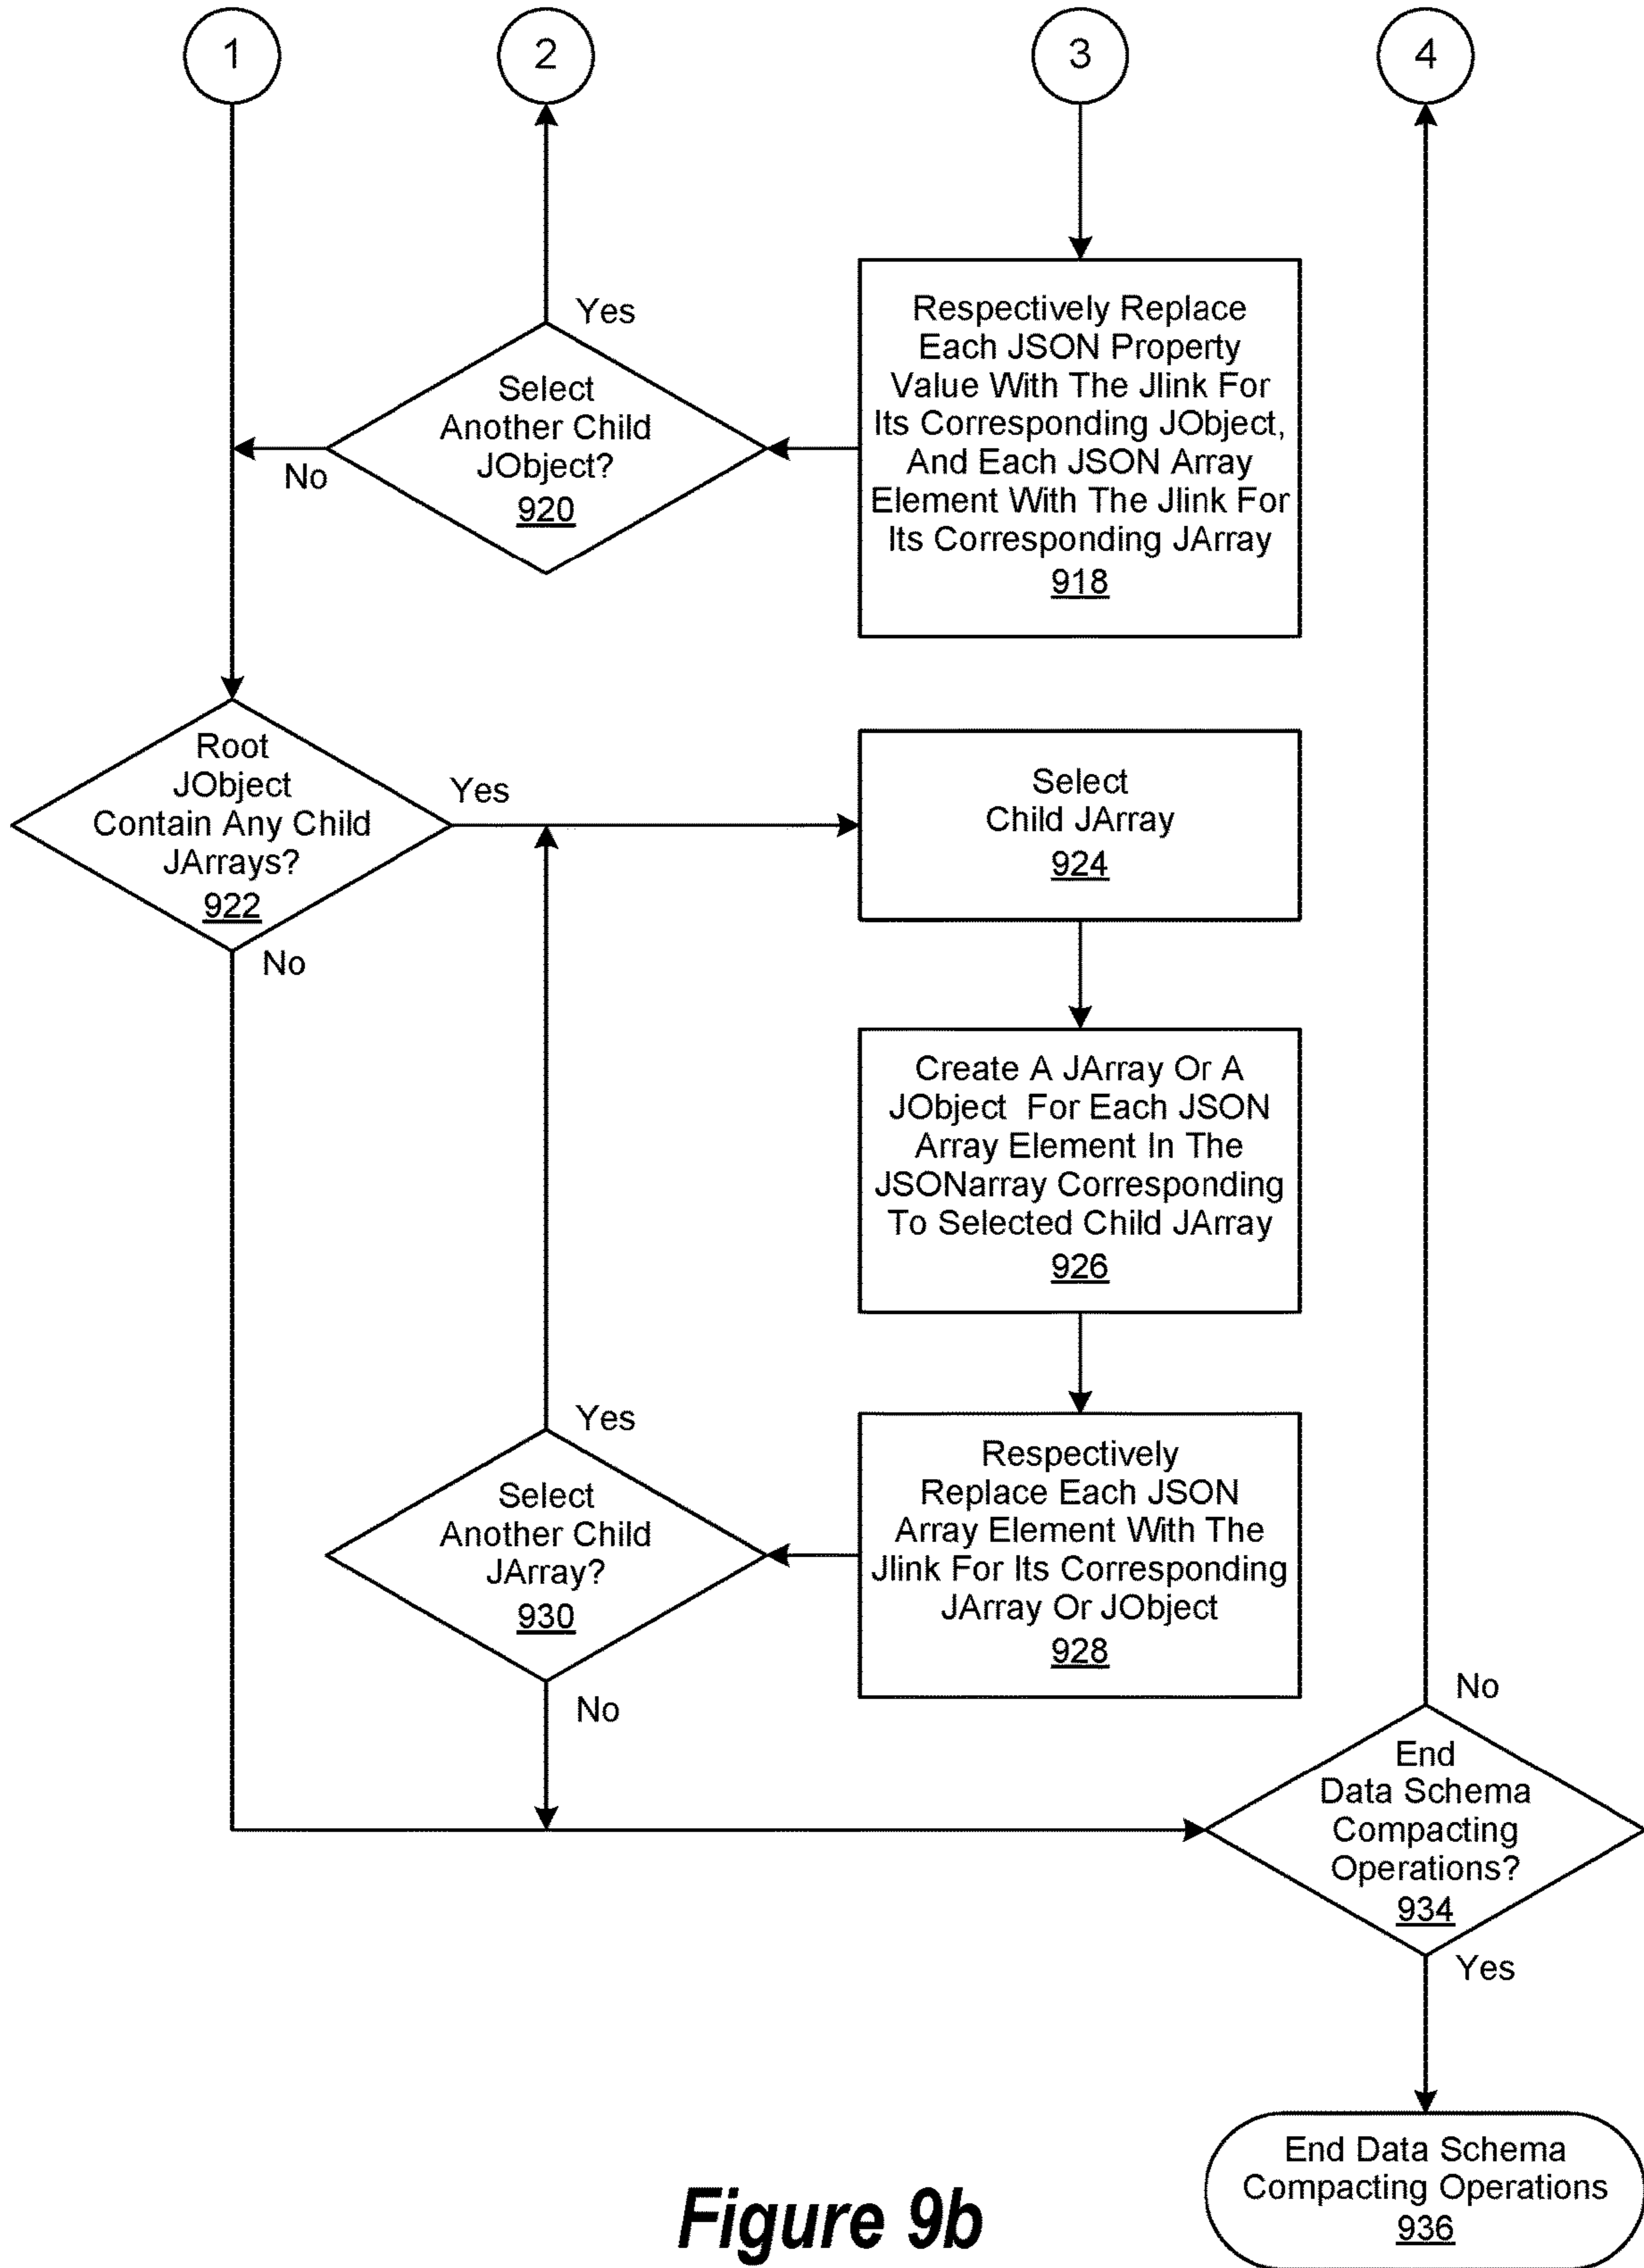 1
2
3
4
Respectively Replace
Each JSON Property
Value With The Jlink For
Its Corresponding JObject,
And Each JSON Array
Element With The Jlink For
Its Corresponding JArray
918
Yes
Select
Another Child
JObject?
920
No
Root
JObject
Contain Any Child
JArrays?
922
Yes
No
Select
Child JArray
924
Create A JArray Or A
JObject For Each JSON
Array Element In The
JSONarray Corresponding
To Selected Child JArray
926
Respectively
Replace Each JSON
Array Element With The
Jlink For Its Corresponding
JArray Or JObject
928
Yes
Select
Another Child
JArray?
930
No
No
End
Data Schema
Compacting
Operations?
934
Yes
End Data Schema
Compacting Operations
936
Figure 9b